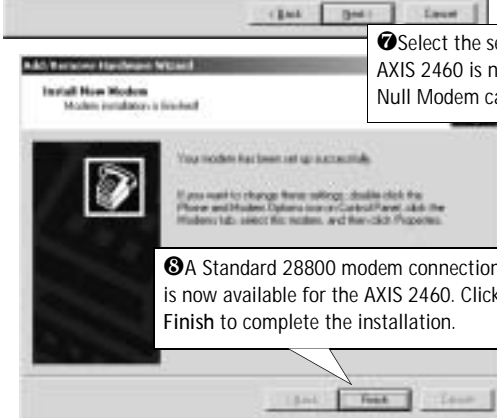 < Back Next > Cancel
❼Select the se
AXIS 2460 is n
Null Modem ca
Add/Remove Hardware Wizard
Install New Modem
Modem installation is finished!
Your modem has been set up successfully.
If you want to change these settings, double-click the
Phone and Modem Options icon in Control Panel, click the
Modems tab, select this modem, and then click Properties.
❽A Standard 28800 modem connection
is now available for the AXIS 2460. Click
Finish to complete the installation.
< Back Finish Cancel